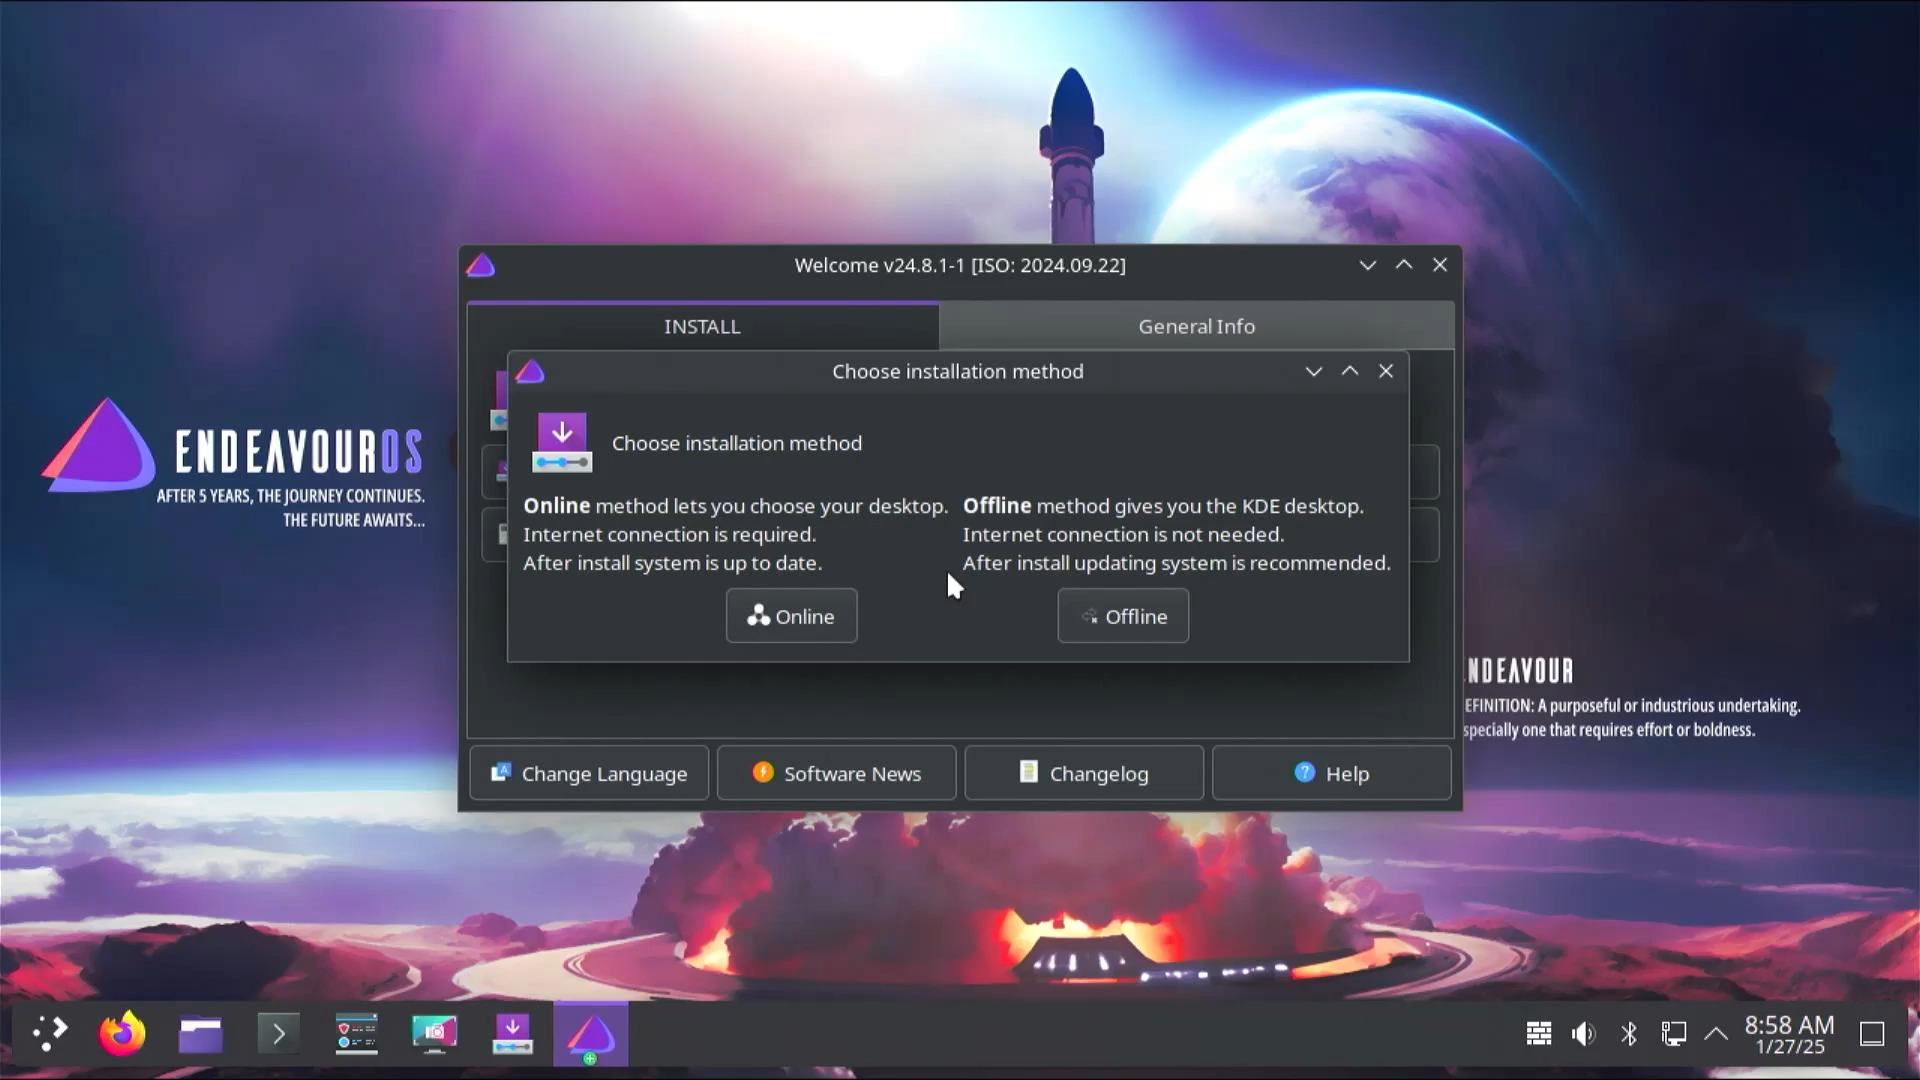 Welcome v24.8.1-1 [ISO: 2024.09.22]
INSTALL
General Info
Choose installation method
Choose installation method
Online method lets you choose your desktop.
Internet connection is required.
After install system is up to date.
Offline method gives you the KDE desktop.
Internet connection is not needed.
After install updating system is recommended.
Online
Offline
ENDEAVOUROS
AFTER 5 YEARS, THE JOURNEY CONTINUES.
THE FUTURE AWAITS...
NDEAVOUR
EFINITION: A purposeful or industrious undertaking.
specially one that requires effort or boldness.
Change Language
Software News
Changelog
Help
8:58 AM
1/27/25